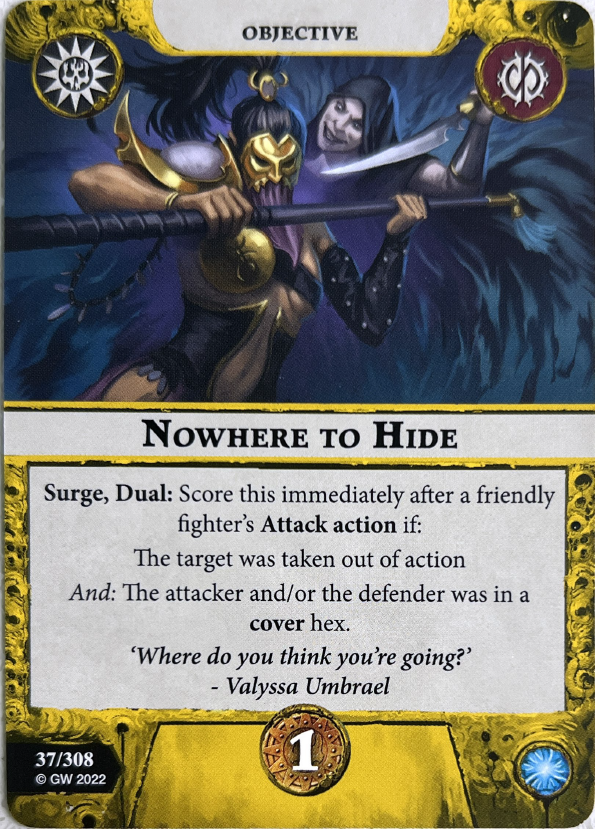 OBJECTIVE
NOWHERE TO HIDE
Surge, Dual: Score this immediately after a friendly
fighter's Attack action if:
The target was taken out of action
And: The attacker and/or the defender was in a
cover hex.
‘Where do you think you're going?’
- Valyssa Umbrael
1
37/308
© GW 2022